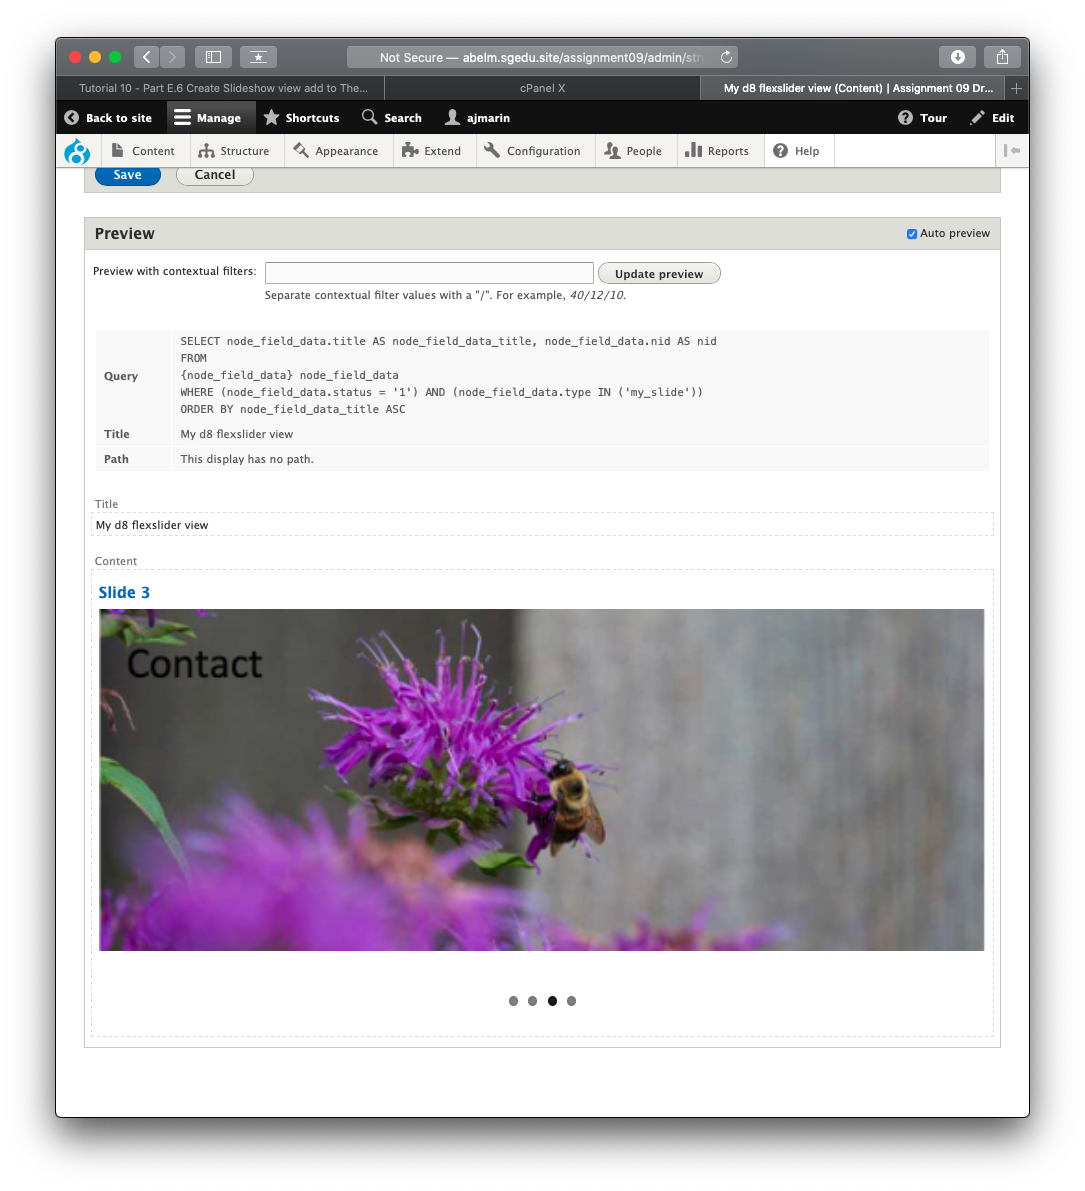 Not Secure — abelm.sgedu.site/assignment09/admin/stru
Tutorial 10 - Part E.6 Create Slideshow view add to The...
cPanel X
My d8 flexslider view (Content) | Assignment 09 Dr...
Back to site
Manage
Shortcuts
Search
ajmarin
Tour
Edit
Content
Structure
Appearance
Extend
Configuration
People
Reports
Help
Save
Cancel
Preview
Auto preview
Preview with contextual filters:
Update preview
Separate contextual filter values with a "/". For example, 40/12/10.
Query
SELECT node_field_data.title AS node_field_data_title, node_field_data.nid AS nid
FROM
{node_field_data} node_field_data
WHERE (node_field_data.status = '1') AND (node_field_data.type IN ('my_slide'))
ORDER BY node_field_data_title ASC
Title
My d8 flexslider view
Path
This display has no path.
Title
My d8 flexslider view
Content
Slide 3
Contact